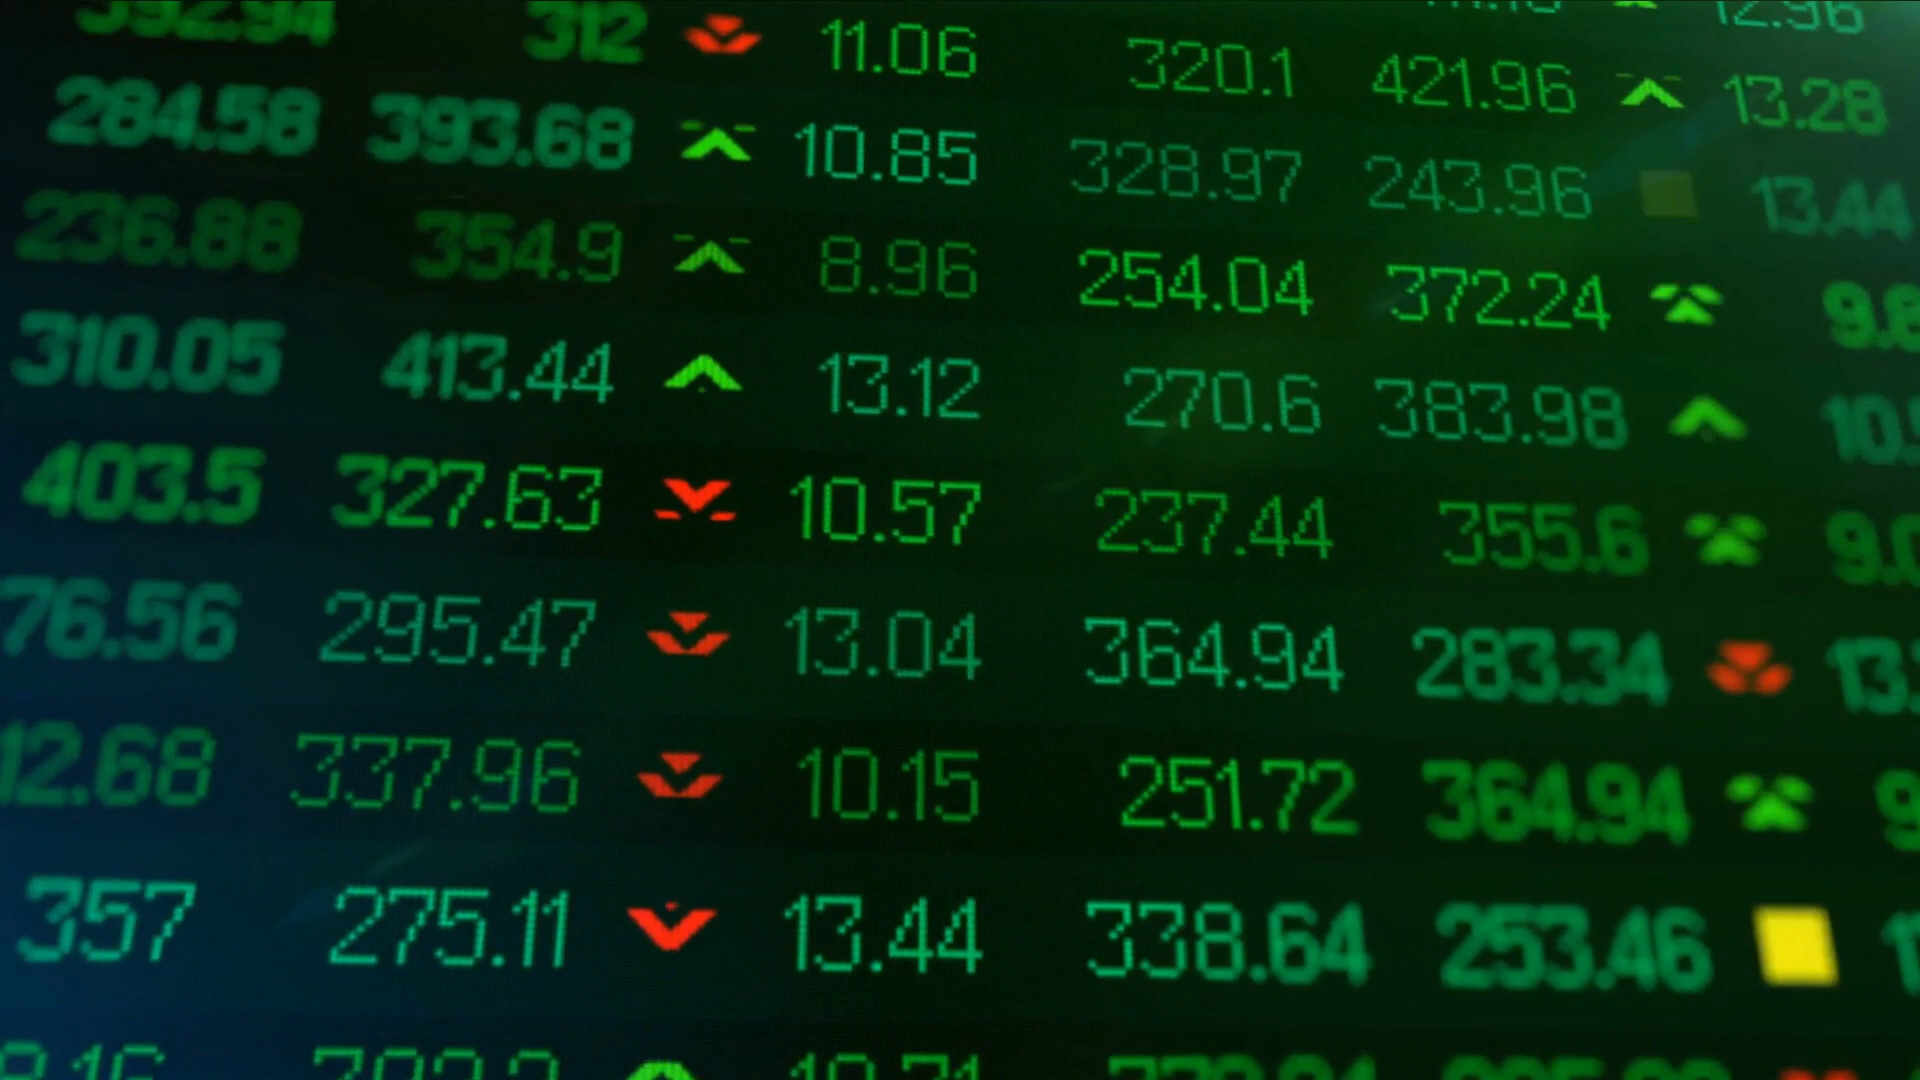 392.94 312 11.06 320.1 421.96 13.28
284.58 393.68 10.85 328.97 243.96 13.44
236.88 354.9 8.96 254.04 372.24
310.05 413.44 13.12 270.6 383.98
403.5 327.63 10.57 237.44 355.6
76.56 295.47 13.04 364.94 283.34
12.68 337.96 10.15 251.72 364.94
357 275.11 13.44 338.64 253.46